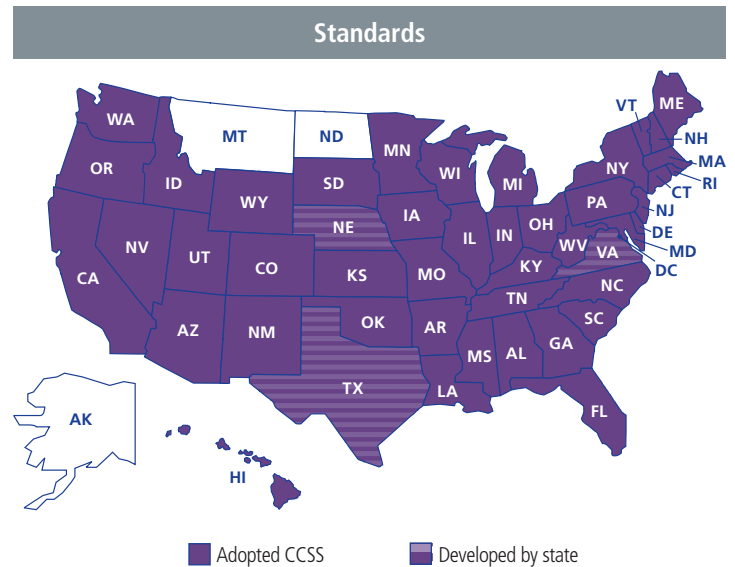 Standards
WA
MT
ND
MN
VT
ME
NH
MA
RI
CT
NY
OR
ID
SD
WI
MI
WY
PA
NJ
IA
NE
OH
DE
MD
DC
NV
UT
IL
IN
WV
VA
CA
CO
KS
MO
KY
NC
TN
AZ
NM
OK
AR
SC
MS
AL
GA
TX
LA
FL
AK
HI
Adopted CCSS
Developed by state